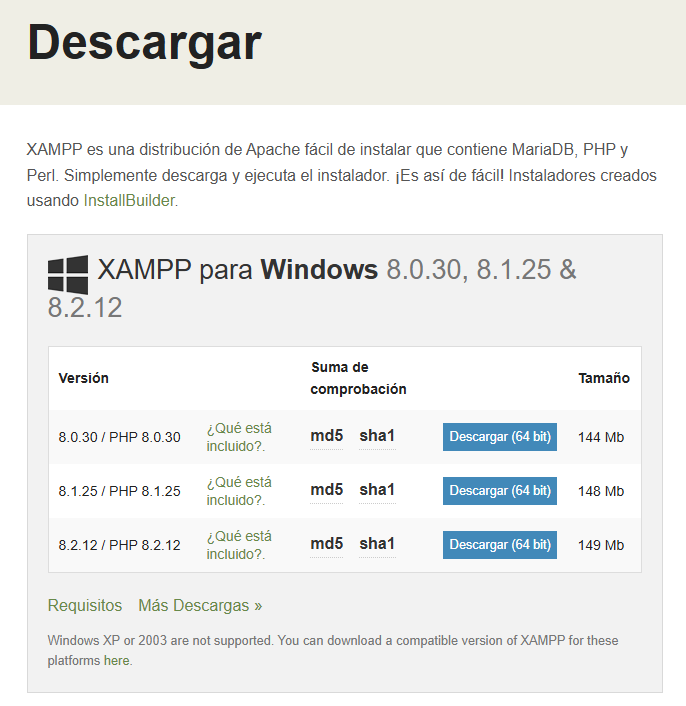 Descargar
XAMPP es una distribución de Apache fácil de instalar que contiene MariaDB, PHP y
Perl. Simplemente descarga y ejecuta el instalador. ¡Es así de fácil! Instaladores creados
usando InstallBuilder.
XAMPP para Windows 8.0.30, 8.1.25 &
8.2.12
Versión Suma de comprobación Tamaño
8.0.30 / PHP 8.0.30 ¿Qué está incluido?. md5 sha1 Descargar (64 bit) 144 Mb
8.1.25 / PHP 8.1.25 ¿Qué está incluido?. md5 sha1 Descargar (64 bit) 148 Mb
8.2.12 / PHP 8.2.12 ¿Qué está incluido?. md5 sha1 Descargar (64 bit) 149 Mb
Requisitos Más Descargas »
Windows XP or 2003 are not supported. You can download a compatible version of XAMPP for these
platforms here.